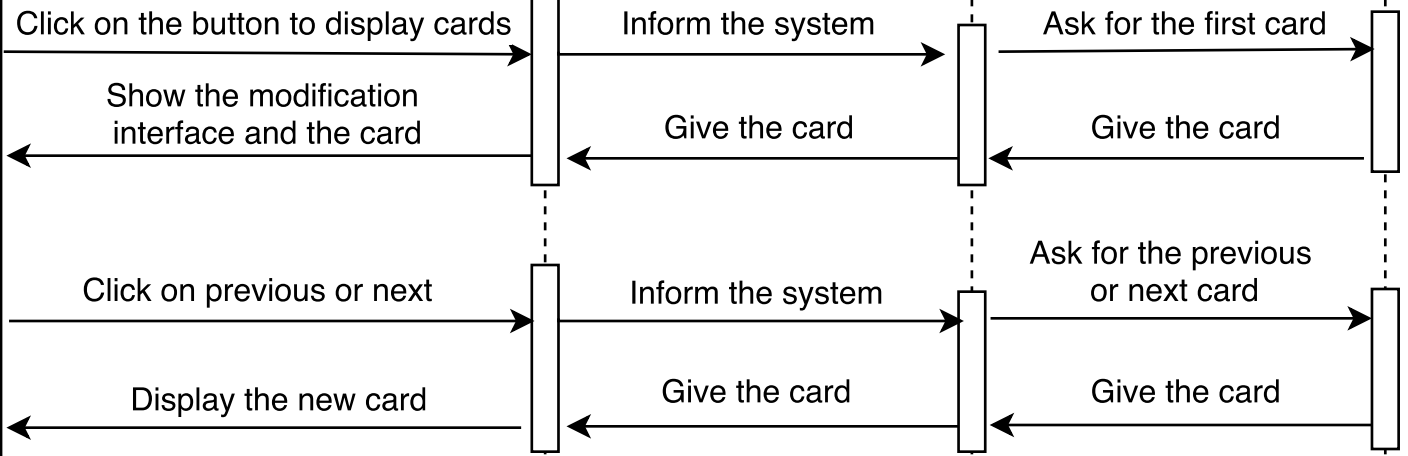 Click on the button to display cards
Inform the system
Ask for the first card
Show the modification
interface and the card
Give the card
Give the card
Click on previous or next
Inform the system
Ask for the previous
or next card
Display the new card
Give the card
Give the card